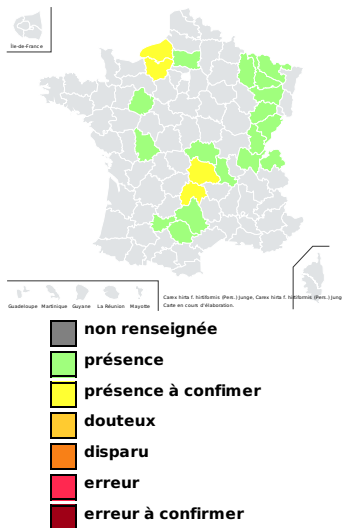 Île-de-France
Guadeloupe Martinique Guyane La Réunion Mayotte
Carex hirta f. hirtiformis (Pers.) Junge, Carex hirta f. hirtiformis (Pers.) Jung
Carte en cours d'élaboration.
non renseignée
présence
présence à confimer
douteux
disparu
erreur
erreur à confirmer